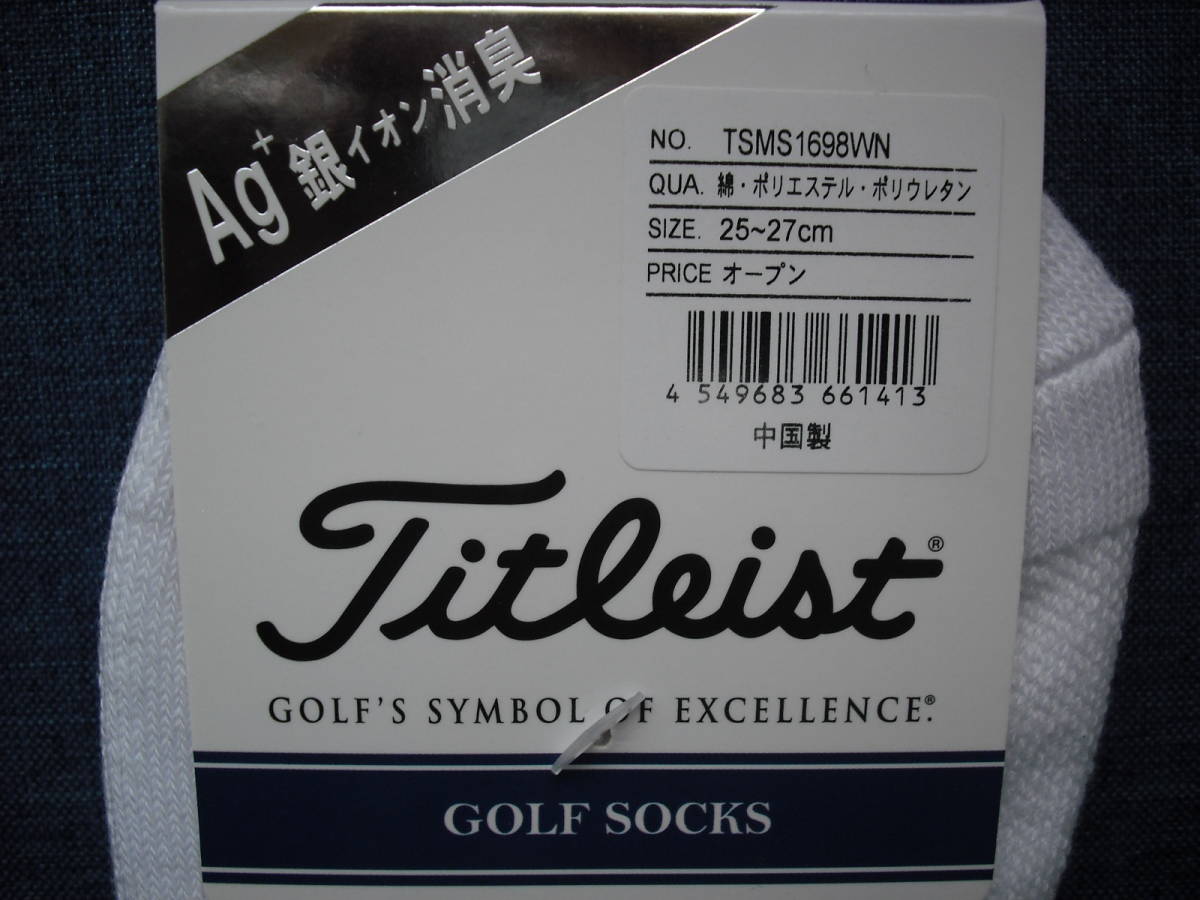 Ag+ 銀イオン消臭
NO. TSMS1698WN
QUA. 綿・ポリエステル・ポリウレタン
SIZE. 25~27cm
PRICE オープン
4 549683 661413
中国製
Titleist®
GOLF'S SYMBOL OF EXCELLENCE®.
GOLF SOCKS